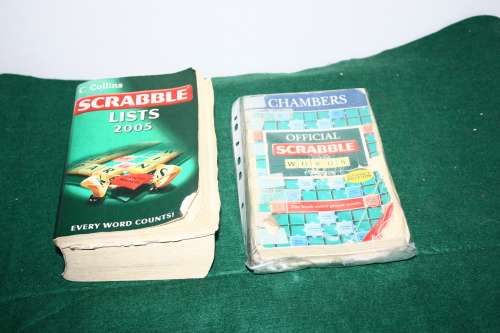 Collins
SCRABBLE
LISTS
2005
EVERY WORD COUNTS!
CHAMBERS
OFFICIAL
SCRABBLE
WORDS